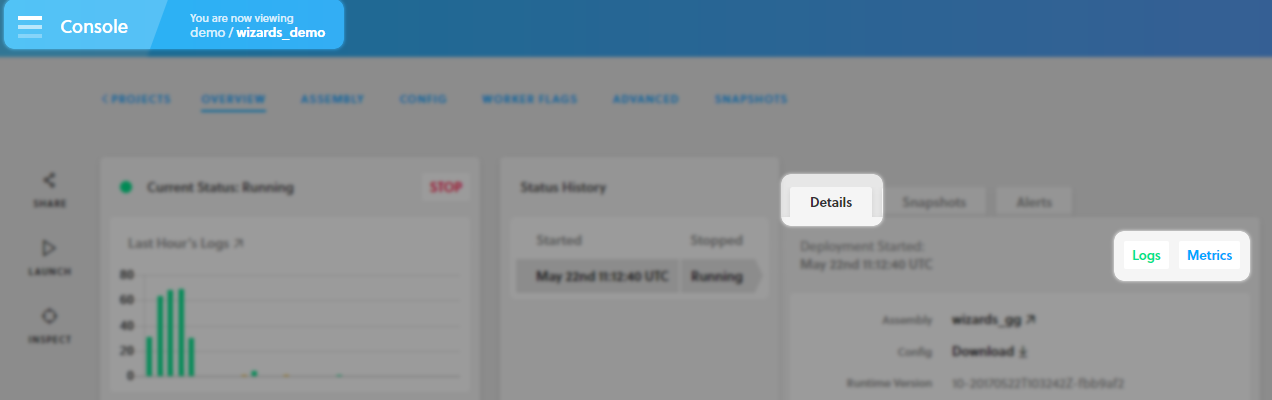 Console
You are now viewing
demo / wizards_demo
PROJECTS
OVERVIEW
ASSEMBLY
CONFIG
WORKER FLAGS
ADVANCED
SNAPSHOTS
SHARE
LAUNCH
INSPECT
Current Status: Running
STOP
Last Hour's Logs
80
60
40
20
0
Status History
Started Stopped
May 22nd 11:12:40 UTC Running
Details
Snapshots
Alerts
Deployment Started:
May 22nd 11:12:40 UTC
Logs
Metrics
Assembly wizards_gg
Config Download
Runtime Version